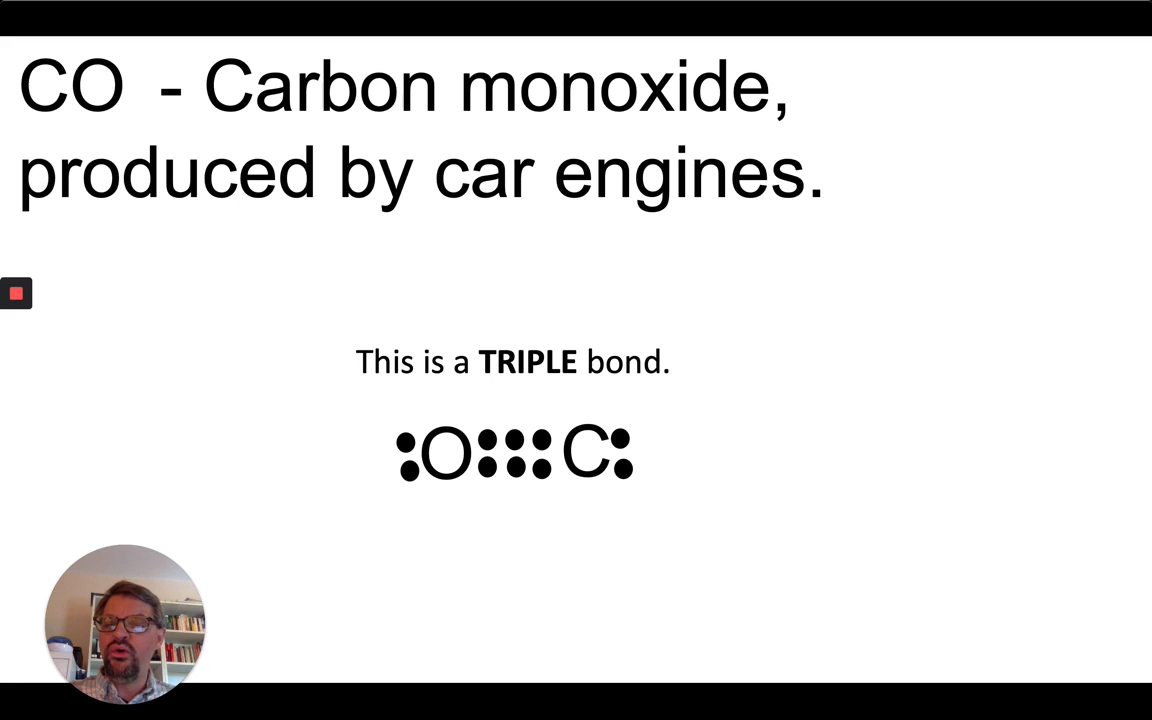 CO - Carbon monoxide,
produced by car engines.
This is a TRIPLE bond.
:O:::C: